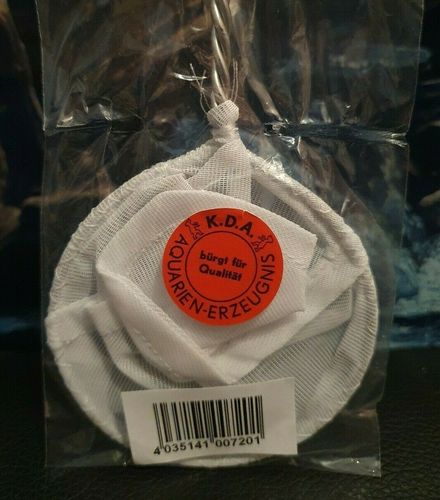 K.D.A.
bürgt für
Qualität
AQUARIEN-ERZEUGNIS
4 035141 007201